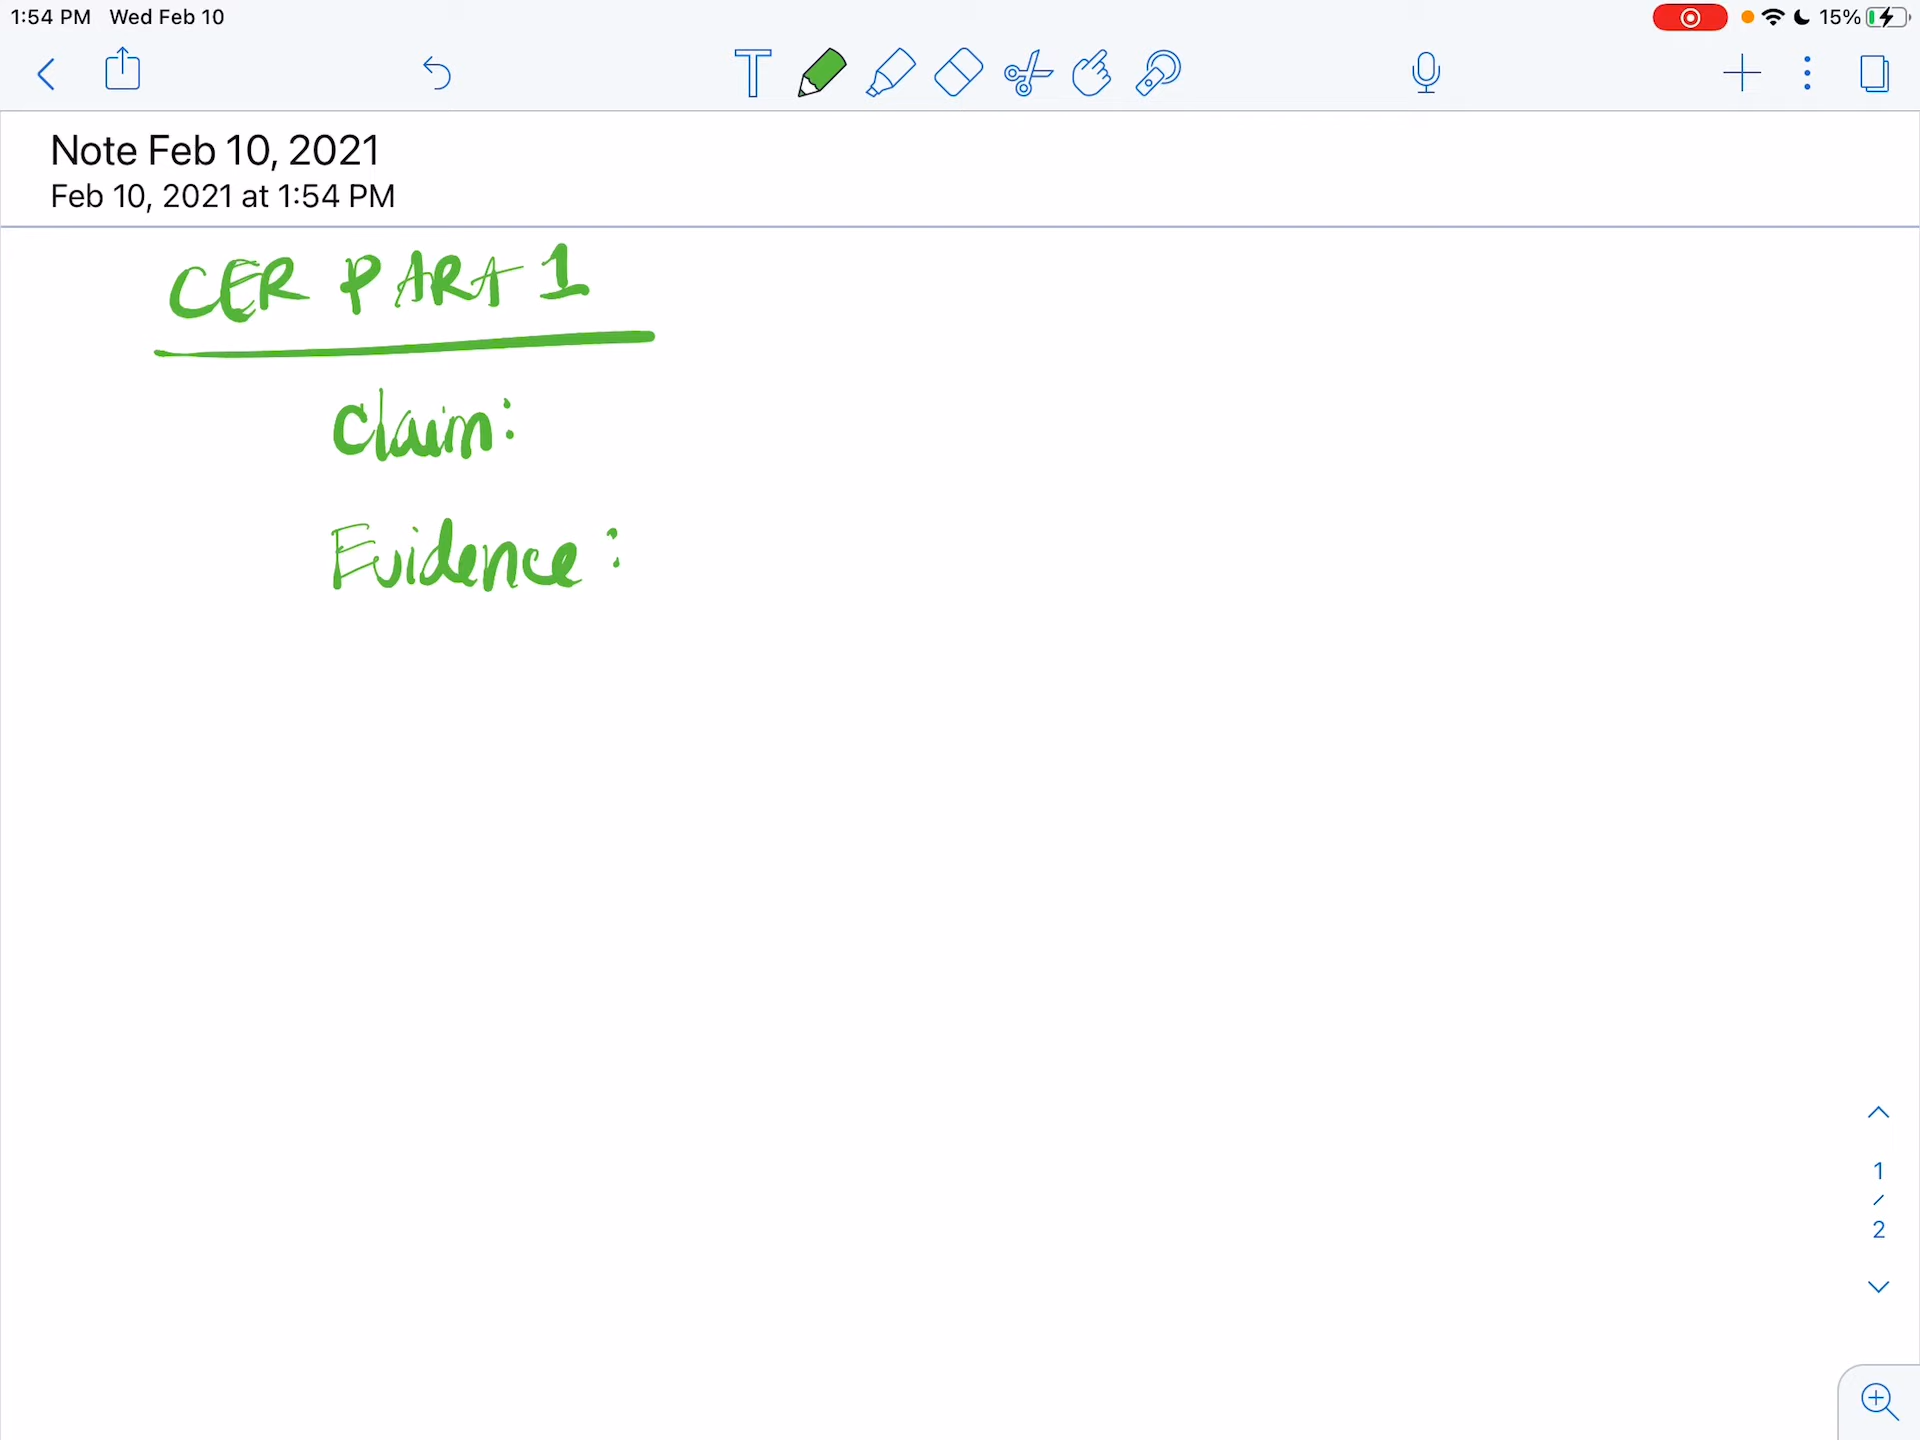 1:54 PM Wed Feb 10 15%
T
Note Feb 10, 2021
Feb 10, 2021 at 1:54 PM
CER PART 1
Claim:
Evidence:
1
/
2